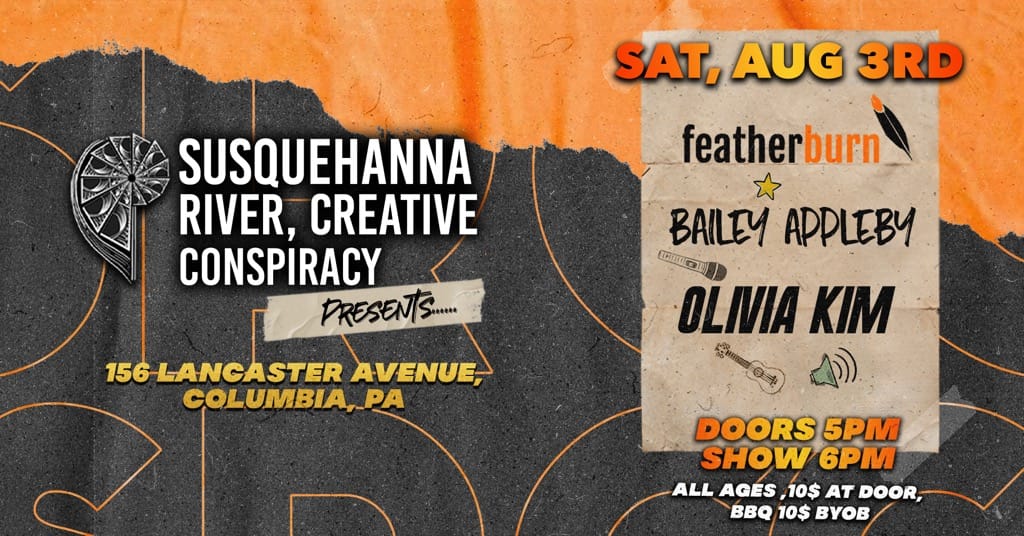 SUSQUEHANNA
RIVER, CREATIVE
CONSPIRACY
PRESENTS......
156 LANCASTER AVENUE,
COLUMBIA, PA
SAT, AUG 3RD
featherburn
BAILEY APPLEBY
OLIVIA KIM
DOORS 5PM
SHOW 6PM
ALL AGES ,10$ AT DOOR,
BBQ 10$ BYOB